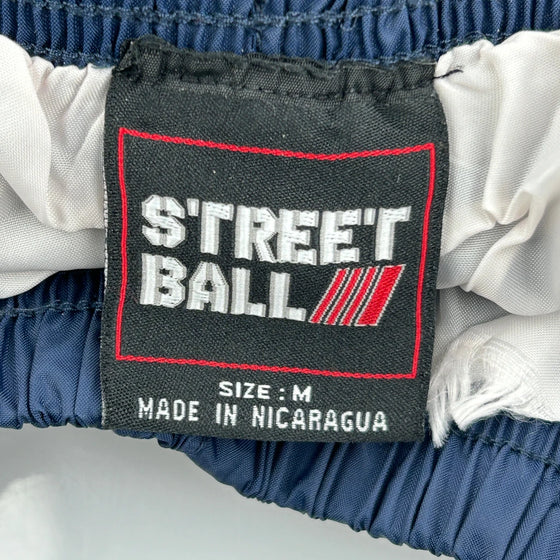 STREET
BALL
SIZE : M
MADE IN NICARAGUA